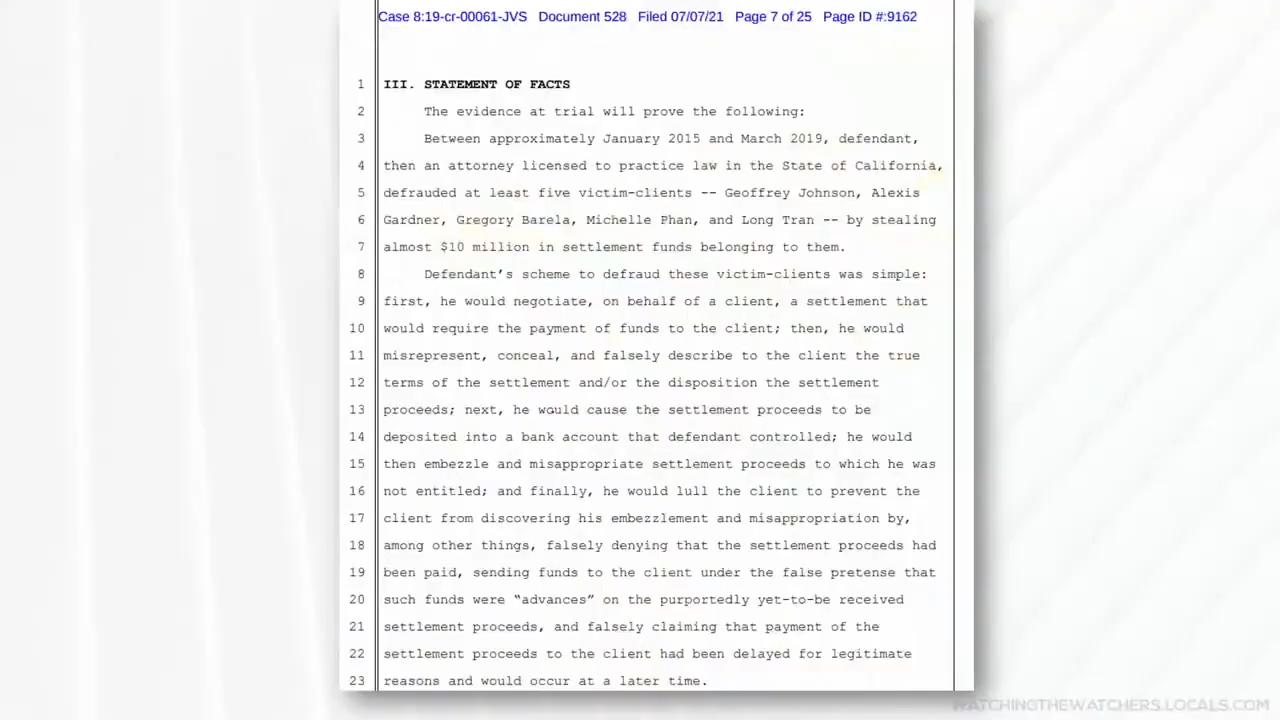 Case 8:19-cr-00061-JVS Document 528 Filed 07/07/21 Page 7 of 25 Page ID #:9162
1 III. STATEMENT OF FACTS
2 The evidence at trial will prove the following:
3 Between approximately January 2015 and March 2019, defendant,
4 then an attorney licensed to practice law in the State of California,
5 defrauded at least five victim-clients -- Geoffrey Johnson, Alexis
6 Gardner, Gregory Barela, Michelle Phan, and Long Tran -- by stealing
7 almost $10 million in settlement funds belonging to them.
8 Defendant's scheme to defraud these victim-clients was simple:
9 first, he would negotiate, on behalf of a client, a settlement that
10 would require the payment of funds to the client; then, he would
11 misrepresent, conceal, and falsely describe to the client the true
12 terms of the settlement and/or the disposition the settlement
13 proceeds; next, he would cause the settlement proceeds to be
14 deposited into a bank account that defendant controlled; he would
15 then embezzle and misappropriate settlement proceeds to which he was
16 not entitled; and finally, he would lull the client to prevent the
17 client from discovering his embezzlement and misappropriation by,
18 among other things, falsely denying that the settlement proceeds had
19 been paid, sending funds to the client under the false pretense that
20 such funds were “advances” on the purportedly yet-to-be received
21 settlement proceeds, and falsely claiming that payment of the
22 settlement proceeds to the client had been delayed for legitimate
23 reasons and would occur at a later time.
WATCHINGTHEWATCHERS.LOCALS.COM